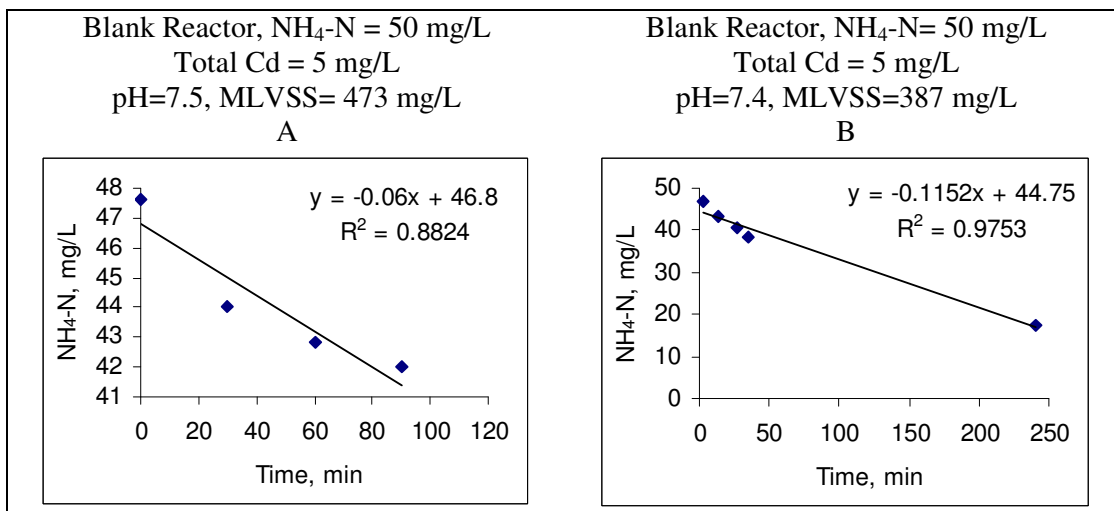 Blank Reactor, NH₄-N = 50 mg/L
Total Cd = 5 mg/L
pH=7.5, MLVSS= 473 mg/L
A
y = -0.06x + 46.8
R² = 0.8824
NH₄-N, mg/L
48
47
46
45
44
43
42
41
0 20 40 60 80 100 120
Time, min
Blank Reactor, NH₄-N= 50 mg/L
Total Cd = 5 mg/L
pH=7.4, MLVSS=387 mg/L
B
y = -0.1152x + 44.75
R² = 0.9753
NH₄-N, mg/L
50
40
30
20
10
0
0 50 100 150 200 250
Time, min